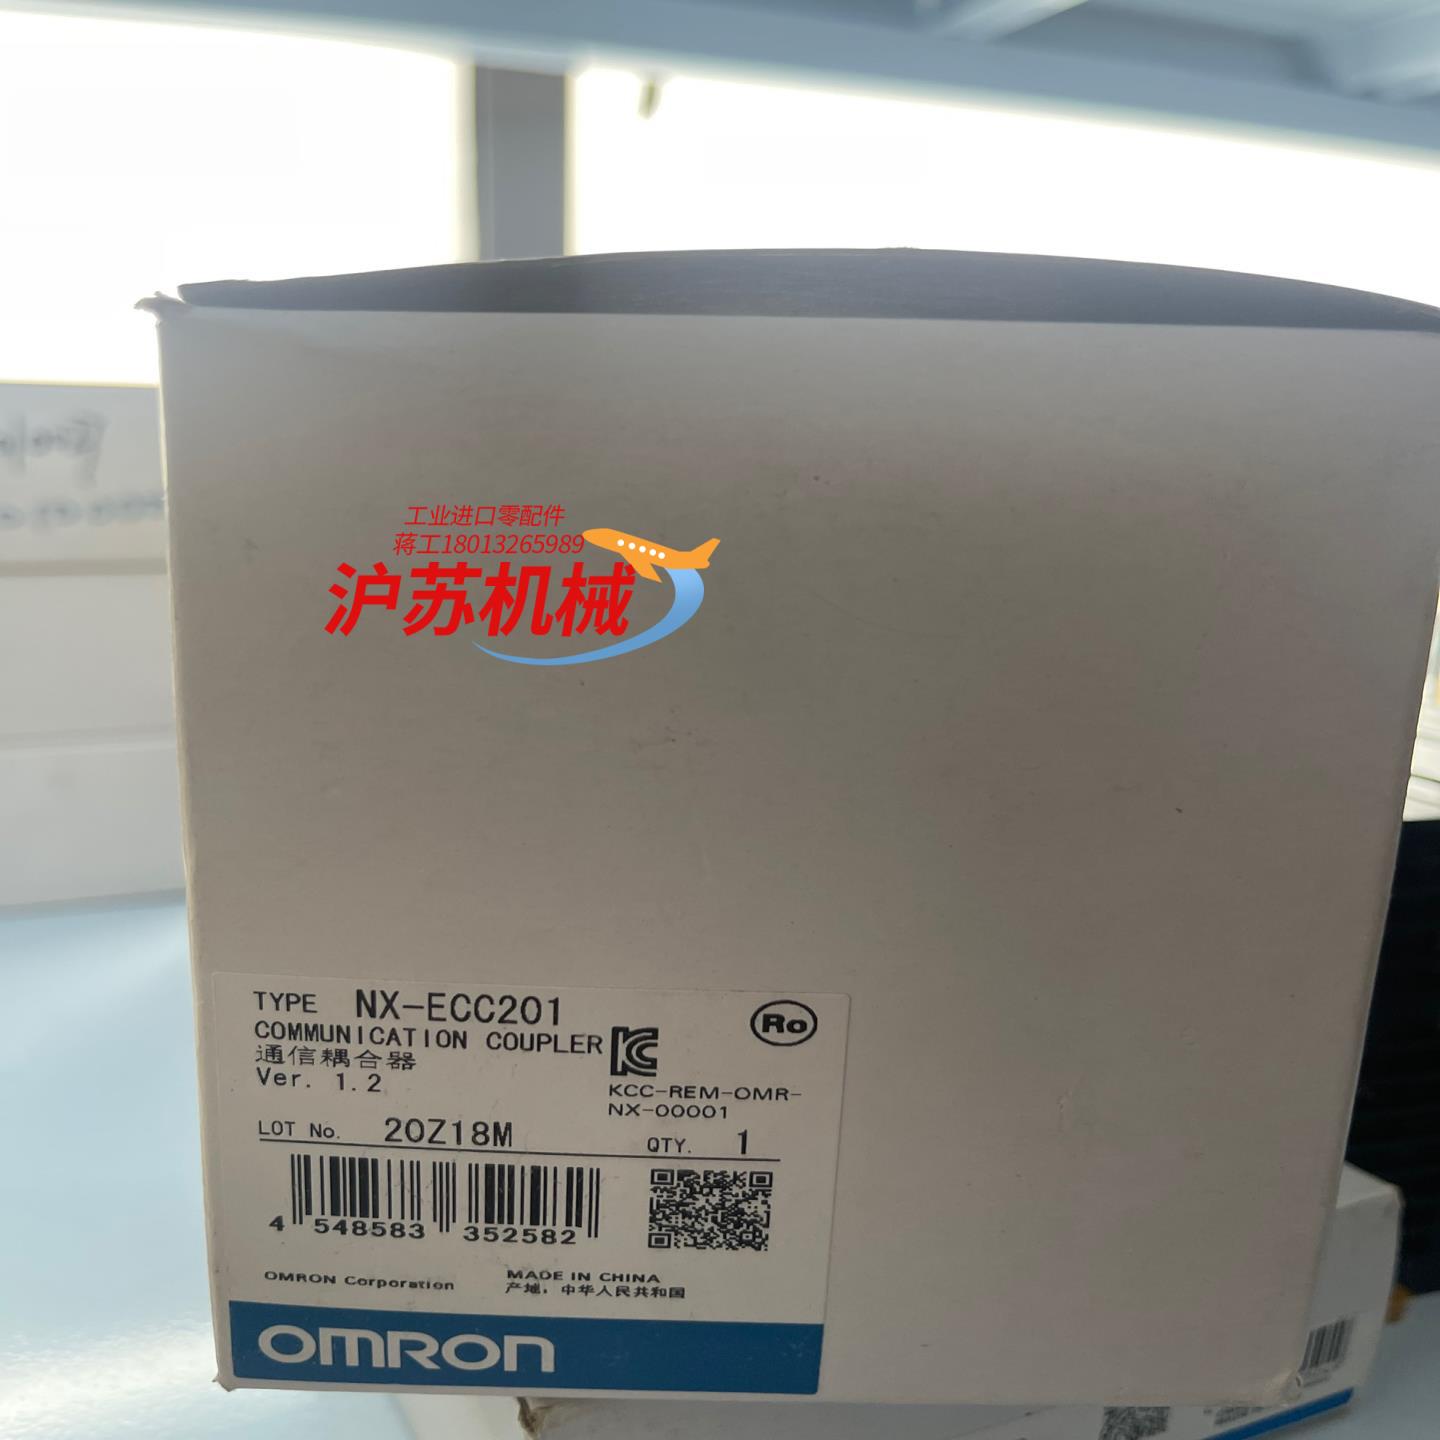 工业进口零配件
蒋工18013265989
沪苏机械
TYPE NX-ECC201
COMMUNICATION COUPLER
通信耦合器
Ver. 1.2
Ro
KCC-REM-OMR-
NX-00001
LOT No. 20Z18M
QTY. 1
4 548583 352582
OMRON Corporation
MADE IN CHINA
产地：中华人民共和国
OMRON